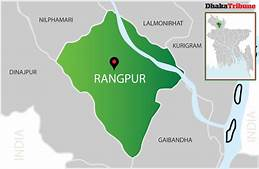 DhakaTribune
NILPHAMARI
LALMONIRHAT
KURIGRAM
DINAJPUR
RANGPUR
GAIBANDHA
INDIA
INDIA